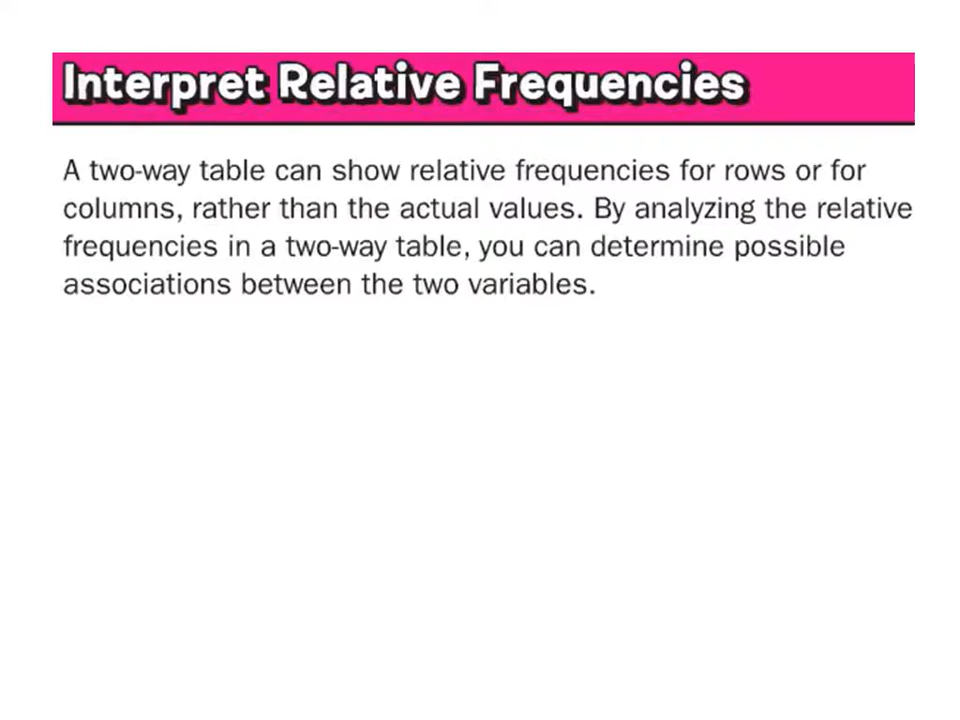 Interpret Relative Frequencies
A two-way table can show relative frequencies for rows or for
columns, rather than the actual values. By analyzing the relative
frequencies in a two-way table, you can determine possible
associations between the two variables.